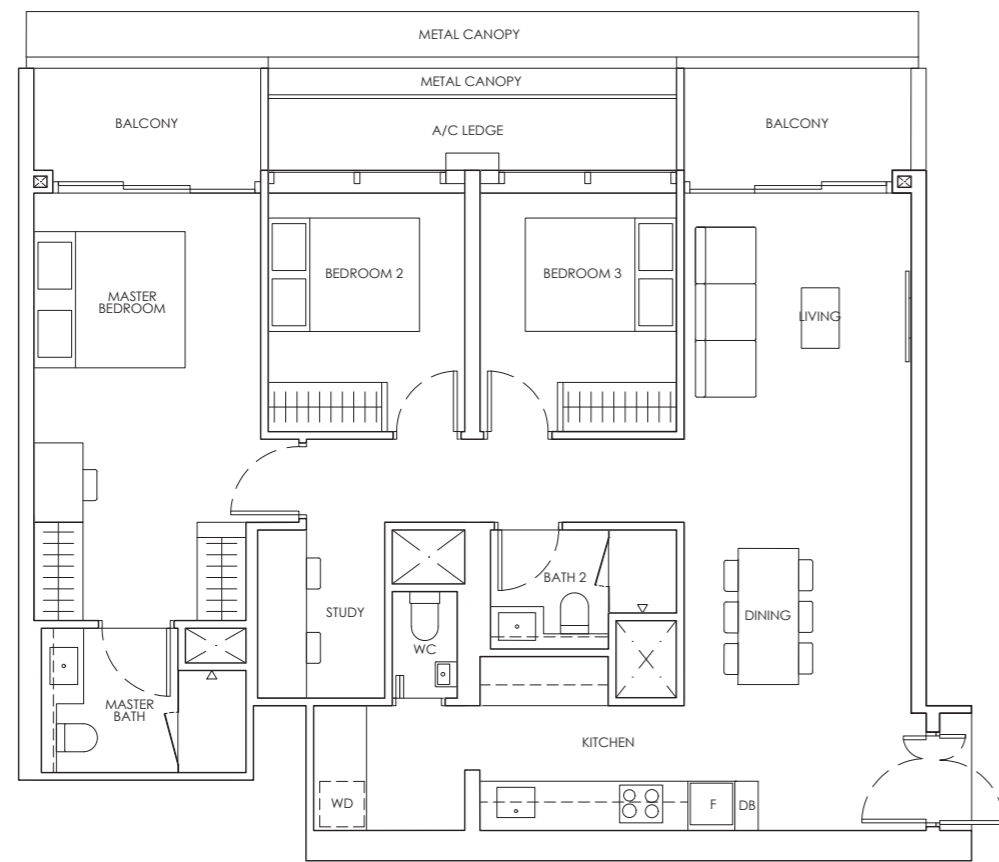 METAL CANOPY
METAL CANOPY
BALCONY
A/C LEDGE
BALCONY
MASTER
BEDROOM
BEDROOM 2
BEDROOM 3
LIVING
STUDY
BATH 2
DINING
WC
MASTER
BATH
KITCHEN
WD
F
DB